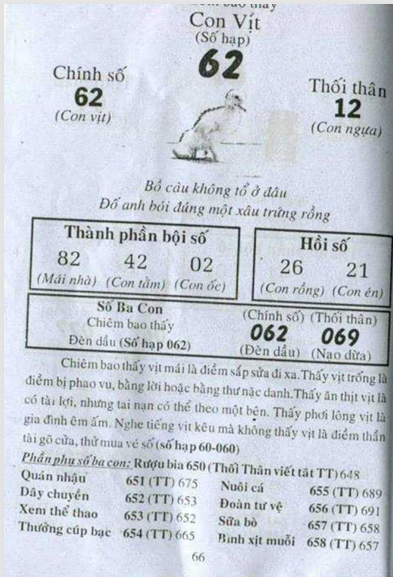 bao thấy
Con Vịt
(Số hạp)
62
Chính số
62
(Con vịt)
Thối thân
12
(Con ngựa)
Bồ câu không tổ ở đâu
Đố anh bói đúng một xâu trứng rồng
Thành phần bội số
82 42 02
(Mái nhà) (Con tằm) (Con ốc)
Hồi số
26 21
(Con rồng) (Con én)
Số Ba Con
Chiêm bao thấy
Đèn dầu (Số hạp 062)
(Chính số) (Thối thân)
062 069
(Đèn dầu) (Nạo dừa)
Chiêm bao thấy vịt mái là điềm sắp sửa đi xa. Thấy vịt trống là
điềm bị phao vu, bằng lời hoặc bằng thư nặc danh. Thấy ăn thịt vịt là
có tài lợi, nhưng tai nạn có thể theo một bên. Thấy phơi lông vịt là
gia đình êm ấm. Nghe tiếng vịt kêu mà không thấy vịt là điềm thần
tài gõ cửa, thử mua vé số (số hạp 60-060)
Phần phụ số ba con: Rượu bia 650 (Thối Thân viết tắt TT) 648
Quán nhậu 651 (TT) 675 Nuôi cá 655 (TT) 689
Dây chuyền 652 (TT) 653 Đoàn tư vệ 656 (TT) 691
Xem thể thao 653 (TT) 652 Sữa bò 657 (TT) 658
Thưởng cúp bạc 654 (TT) 665 Bình xịt muỗi 658 (TT) 657
66